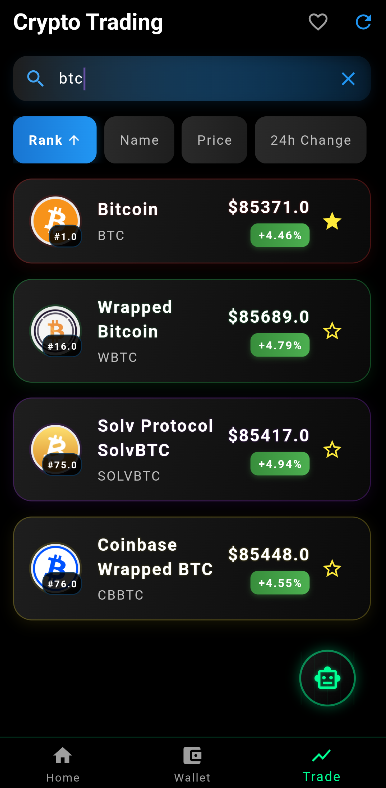 Crypto Trading
btc
Rank ↑
Name
Price
24h Change
Bitcoin
BTC
#1.0
$85371.0
+4.46%
Wrapped
Bitcoin
WBTC
#16.0
$85689.0
+4.79%
Solv Protocol
SolvBTC
SOLVBTC
#75.0
$85417.0
+4.94%
Coinbase
Wrapped BTC
CBBTC
#76.0
$85448.0
+4.55%
Home
Wallet
Trade